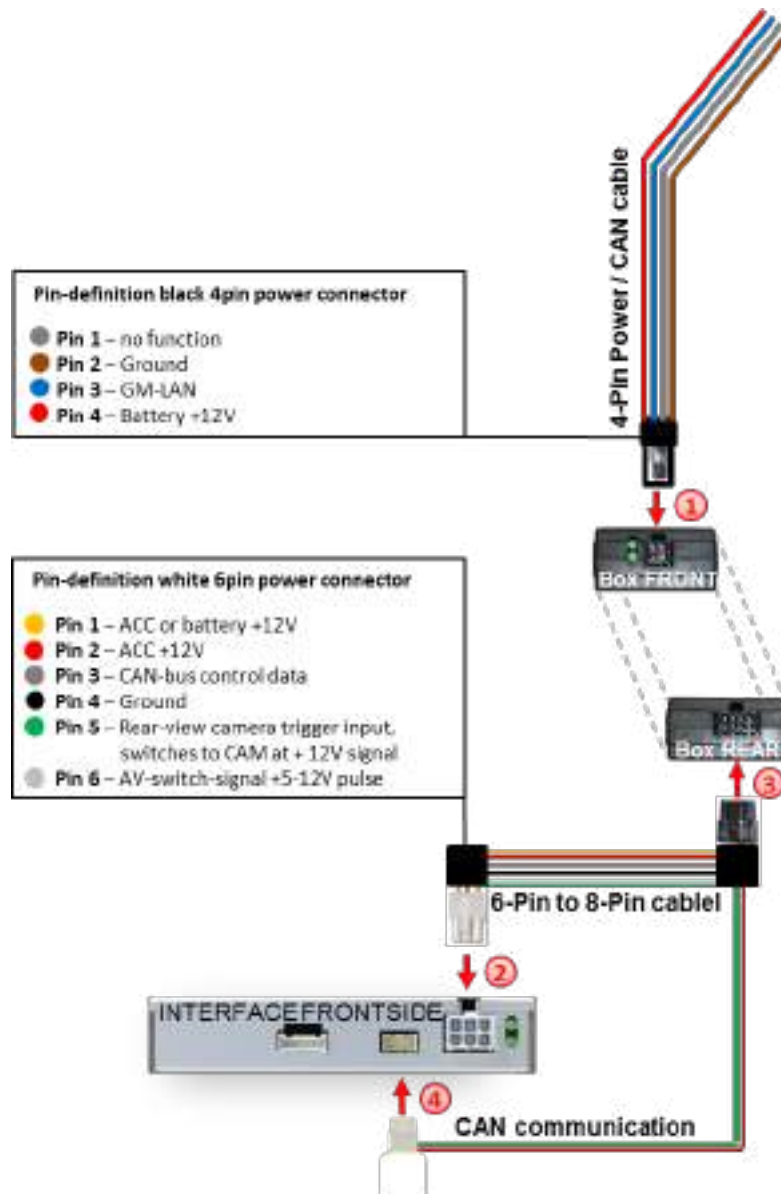 4-Pin Power / CAN cable
Pin-definition black 4pin power connector
Pin 1 – no function
Pin 2 – Ground
Pin 3 – GM-LAN
Pin 4 – Battery +12V
1
Box FRONT
Pin-definition white 6pin power connector
Pin 1 – ACC or battery +12V
Pin 2 – ACC +12V
Pin 3 – CAN-bus control data
Pin 4 – Ground
Pin 5 – Rear-view camera trigger input,
switches to CAM at + 12V signal
Pin 6 – AV-switch-signal +5-12V pulse
Box REAR
3
6-Pin to 8-Pin cablel
2
INTERFACEFRONTSIDE
4
CAN communication